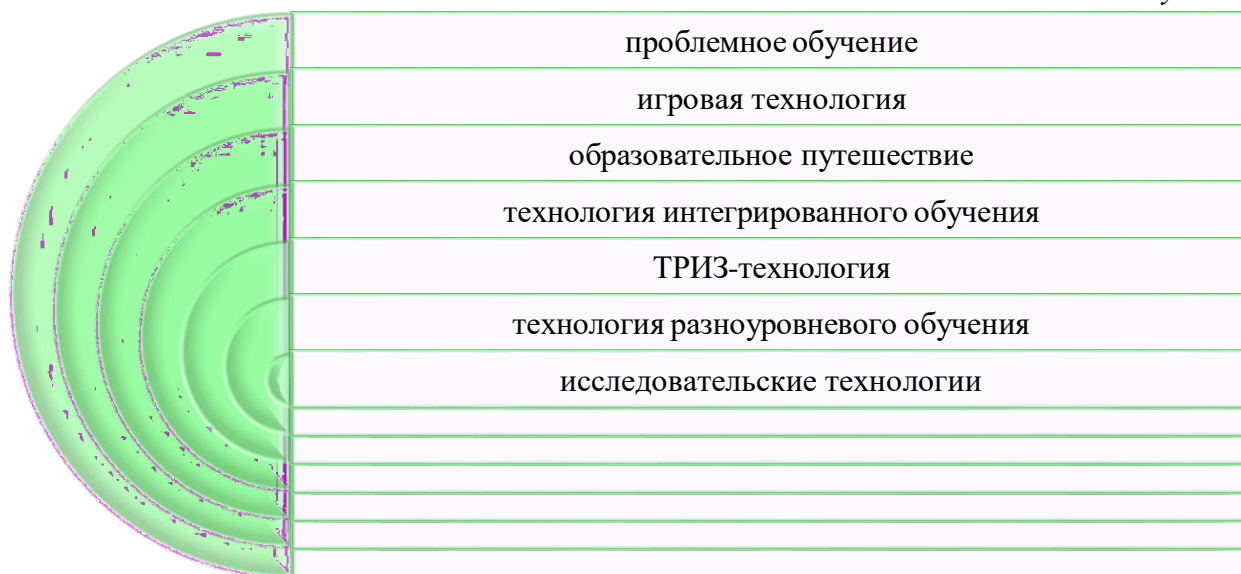 проблемное обучение
игровая технология
образовательное путешествие
технология интегрированного обучения
ТРИЗ-технология
технология разноуровневого обучения
исследовательские технологии